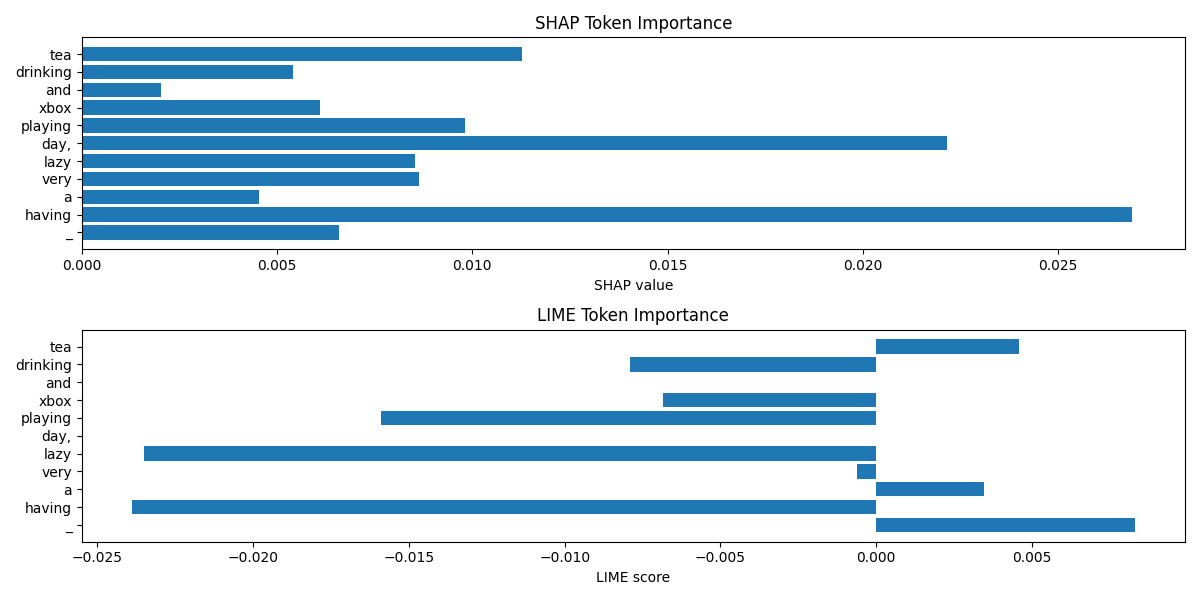 SHAP Token Importance
tea
drinking
and
xbox
playing
day,
lazy
very
a
having
_
0.000 0.005 0.010 0.015 0.020 0.025
SHAP value
LIME Token Importance
tea
drinking
and
xbox
playing
day,
lazy
very
a
having
_
−0.025 −0.020 −0.015 −0.010 −0.005 0.000 0.005
LIME score